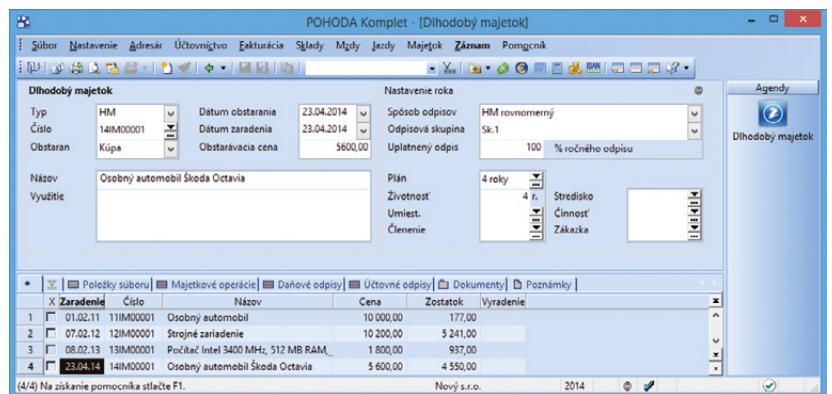 POHODA Komplet - [Dlhodobý majetok]
Súbor Nastavenie Adresár Účtovníctvo Fakturácia Sklady Mzdy Jazdy Majetok Záznam Pomocník
Agendy
Dlhodobý majetok
Dlhodobý majetok Nastavenie roka
Typ HM Dátum obstarania 23.04.2014 Spôsob odpisov HM rovnomerný
Číslo 14IM00001 Dátum zaradenia 23.04.2014 Odpisová skupina Sk.1
Obstaran Kúpa Obstarávacia cena 5600,00 Uplatnený odpis 100 % ročného odpisu
Názov Osobný automobil Škoda Octavia Plán 4 roky
Využitie Životnosť 4 r. Stredisko
Umiest. Činnosť
Členenie Zákazka
Položky súboru Majetkové operácie Daňové odpisy Účtovné odpisy Dokumenty Poznámky
X Zaradenie Číslo Názov Cena Zostatok Vyradenie
1 01.02.11 11IM00001 Osobný automobil 10 000,00 177,00
2 07.02.12 12IM00001 Strojné zariadenie 10 200,00 5 241,00
3 08.02.13 13IM00001 Počítač Intel 3400 MHz, 512 MB RAM,... 1 800,00 937,00
4 23.04.14 14IM00001 Osobný automobil Škoda Octavia 5 600,00 4 550,00
(4/4) Na získanie pomocníka stlačte F1. Nový s.r.o. 2014